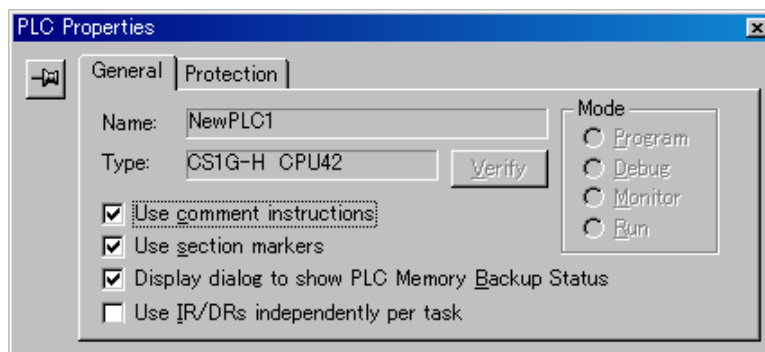 PLC Properties
General Protection
Name: NewPLC1
Type: CS1G-H CPU42 Verify
Mode
Program
Debug
Monitor
Run
Use comment instructions
Use section markers
Display dialog to show PLC Memory Backup Status
Use IR/DRs independently per task